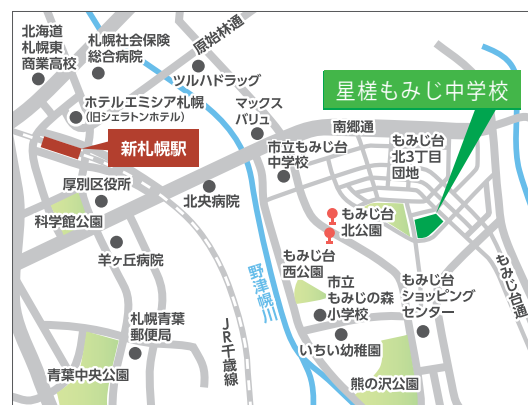 北海道
札幌東
商業高校
札幌社会保険
総合病院
原始林通
ツルハドラッグ
ホテルエミシア札幌
(旧シェラトンホテル)
マックス
バリュ
星槎もみじ中学校
南郷通
新札幌駅
市立もみじ台
中学校
もみじ台
北3丁目
団地
厚別区役所
北央病院
科学館公園
もみじ台
北公園
羊ヶ丘病院
もみじ台
西公園
野津幌川
市立
もみじの森
小学校
もみじ台
ショッピング
センター
もみじ台通
札幌青葉
郵便局
JR千歳線
いちい幼稚園
青葉中央公園
熊の沢公園